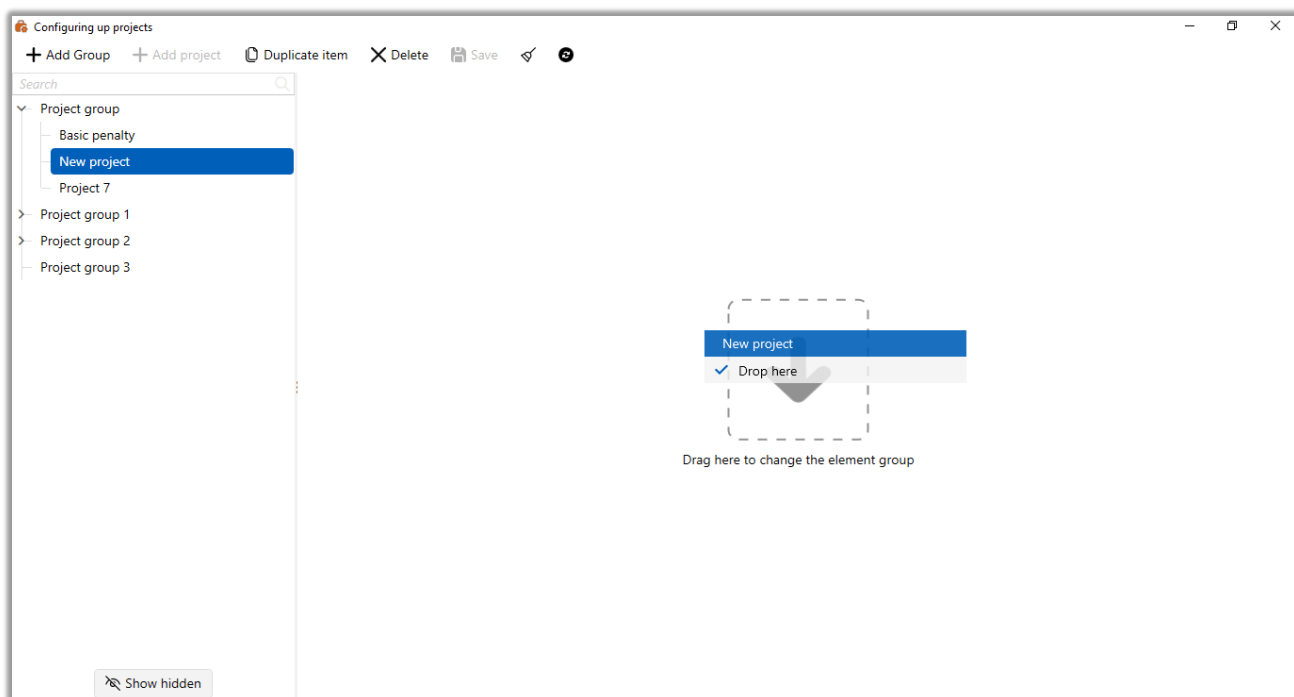 Configuring up projects
Add Group Add project Duplicate item Delete Save
Search
Project group
Basic penalty
New project
Project 7
Project group 1
Project group 2
Project group 3
New project
Drop here
Drag here to change the element group
Show hidden